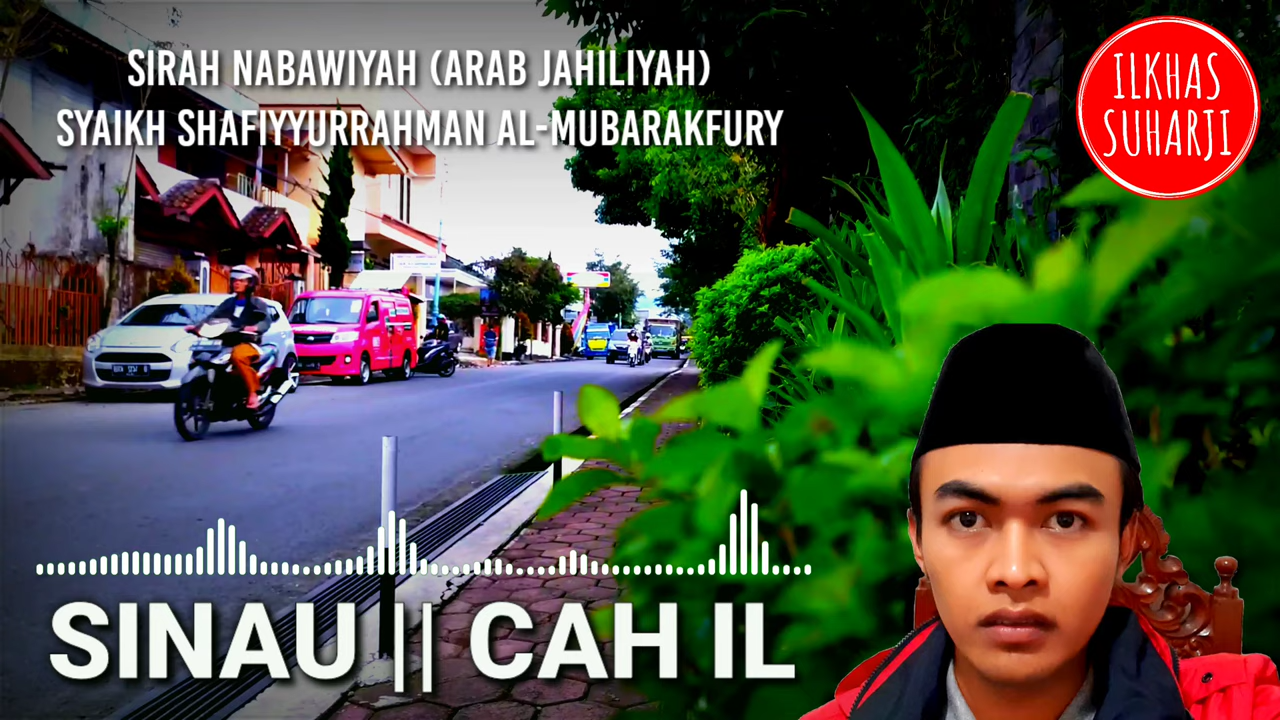 SIRAH NABAWIYAH (ARAB JAHILIYAH)
SYAIKH SHAFIYYURRAHMAN AL-MUBARAKFURY
ILKHAS
SUHARJI
SINAU || CAH IL